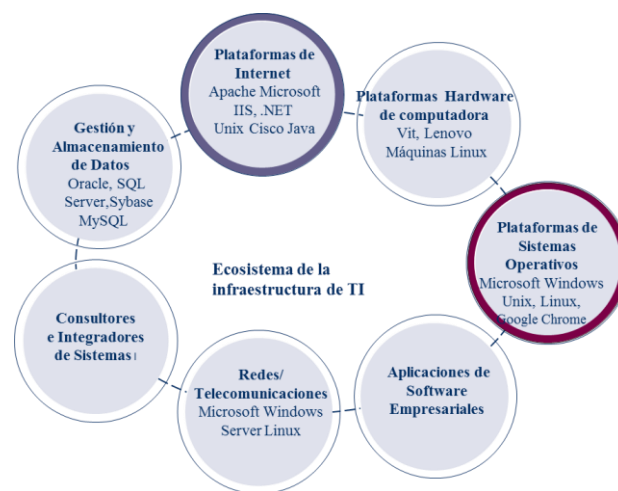 Plataformas de
Internet
Apache Microsoft
IIS, .NET
Unix Cisco Java
Plataformas Hardware
de computadora
Vit, Lenovo
Máquinas Linux
Plataformas de
Sistemas
Operativos
Microsoft Windows
Unix, Linux,
Google Chrome
Aplicaciones de
Software
Empresariales
Redes/
Telecomunicaciones
Microsoft Windows
Server Linux
Consultores
e Integradores
de Sistemas
Gestión y
Almacenamiento
de Datos
Oracle, SQL
Server,Sybase
MySQL
Ecosistema de la
infraestructura de TI